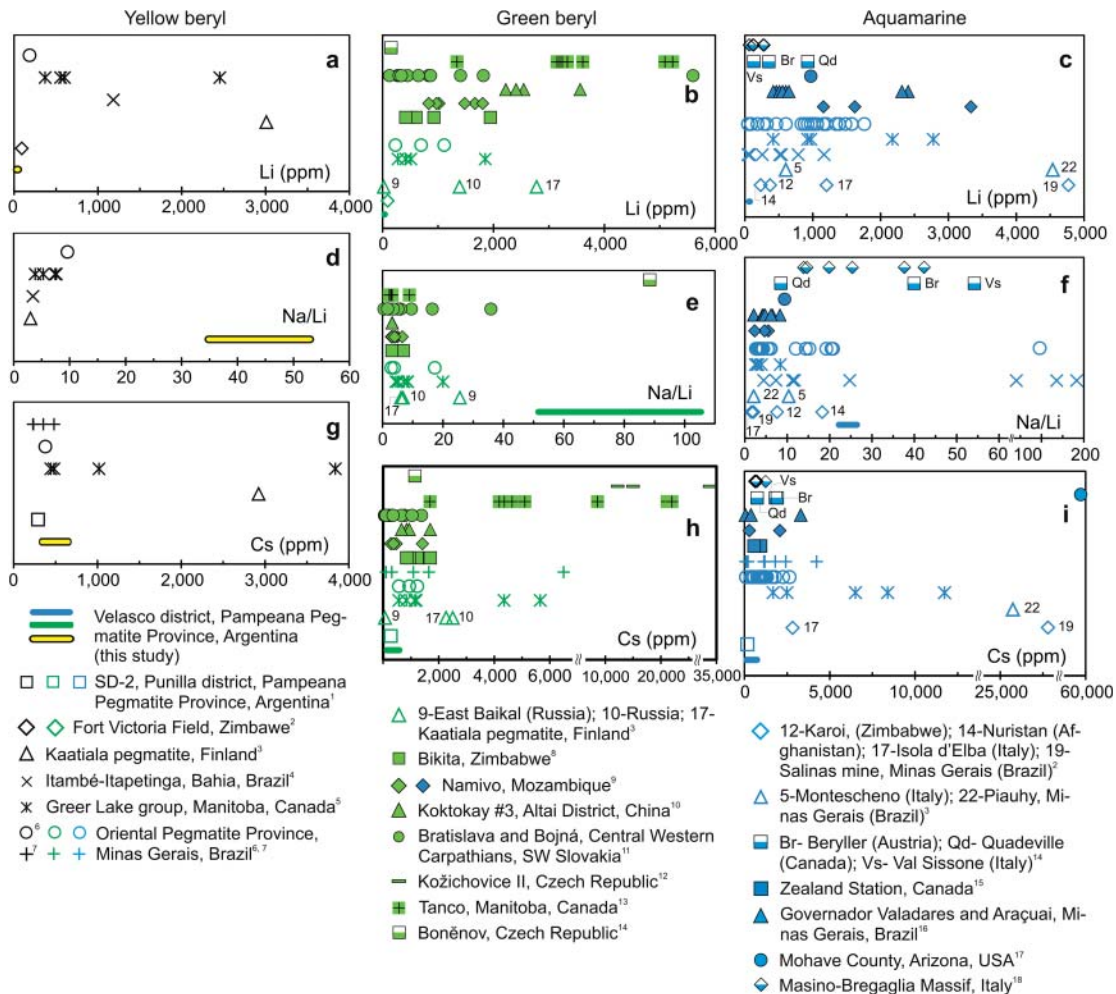 Yellow beryl
Green beryl
Aquamarine
a
Li (ppm)
0 1,000 2,000 3,000 4,000
d
Na/Li
0 10 20 30 40 50 60
g
Cs (ppm)
0 1,000 2,000 3,000 4,000
Velasco district, Pampeana Peg-
matite Province, Argentina
(this study)
SD-2, Punilla district, Pampeana
Pegmatite Province, Argentina¹
Fort Victoria Field, Zimbawe²
Kaatiala pegmatite, Finland³
Itambé-Itapetinga, Bahia, Brazil⁴
Greer Lake group, Manitoba, Canada⁵
6 Oriental Pegmatite Province,
7 Minas Gerais, Brazil⁶,⁷
b
9 10 17
Li (ppm)
0 2,000 4,000 6,000
e
17 10 9
Na/Li
0 20 40 60 80 100
h
9 17 10
Cs (ppm)
2,000 4,000 6,000 10,000 20,000 35,000
9-East Baikal (Russia); 10-Russia; 17-
Kaatiala pegmatite, Finland³
Bikita, Zimbabwe⁸
Namivo, Mozambique⁹
Koktokay #3, Altai District, China¹⁰
Bratislava and Bojná, Central Western
Carpathians, SW Slovakia¹¹
Kožichovice II, Czech Republic¹²
Tanco, Manitoba, Canada¹³
Boněnov, Czech Republic¹⁴
Br Qd c
Vs
5 22
12 17 19
14
Li (ppm)
0 1,000 2,000 3,000 4,000 5,000
Qd Br Vs f
22 5
19 12 14
17
Na/Li
0 10 20 30 40 50 60 100 200
Vs
Br
Qd i
22
17 19
Cs (ppm)
0 5,000 10,000 25,000 60,000
12-Karoi, (Zimbabwe); 14-Nuristan (Af-
ghanistan); 17-Isola d'Elba (Italy); 19-
Salinas mine, Minas Gerais (Brazil)²
5-Montescheno (Italy); 22-Piauhy, Mi-
nas Gerais (Brazil)³
Br- Beryller (Austria); Qd- Quadeville
(Canada); Vs- Val Sissone (Italy)¹⁴
Zealand Station, Canada¹⁵
Governador Valadares and Araçuai, Mi-
nas Gerais, Brazil¹⁶
Mohave County, Arizona, USA¹⁷
Masino-Bregaglia Massif, Italy¹⁸